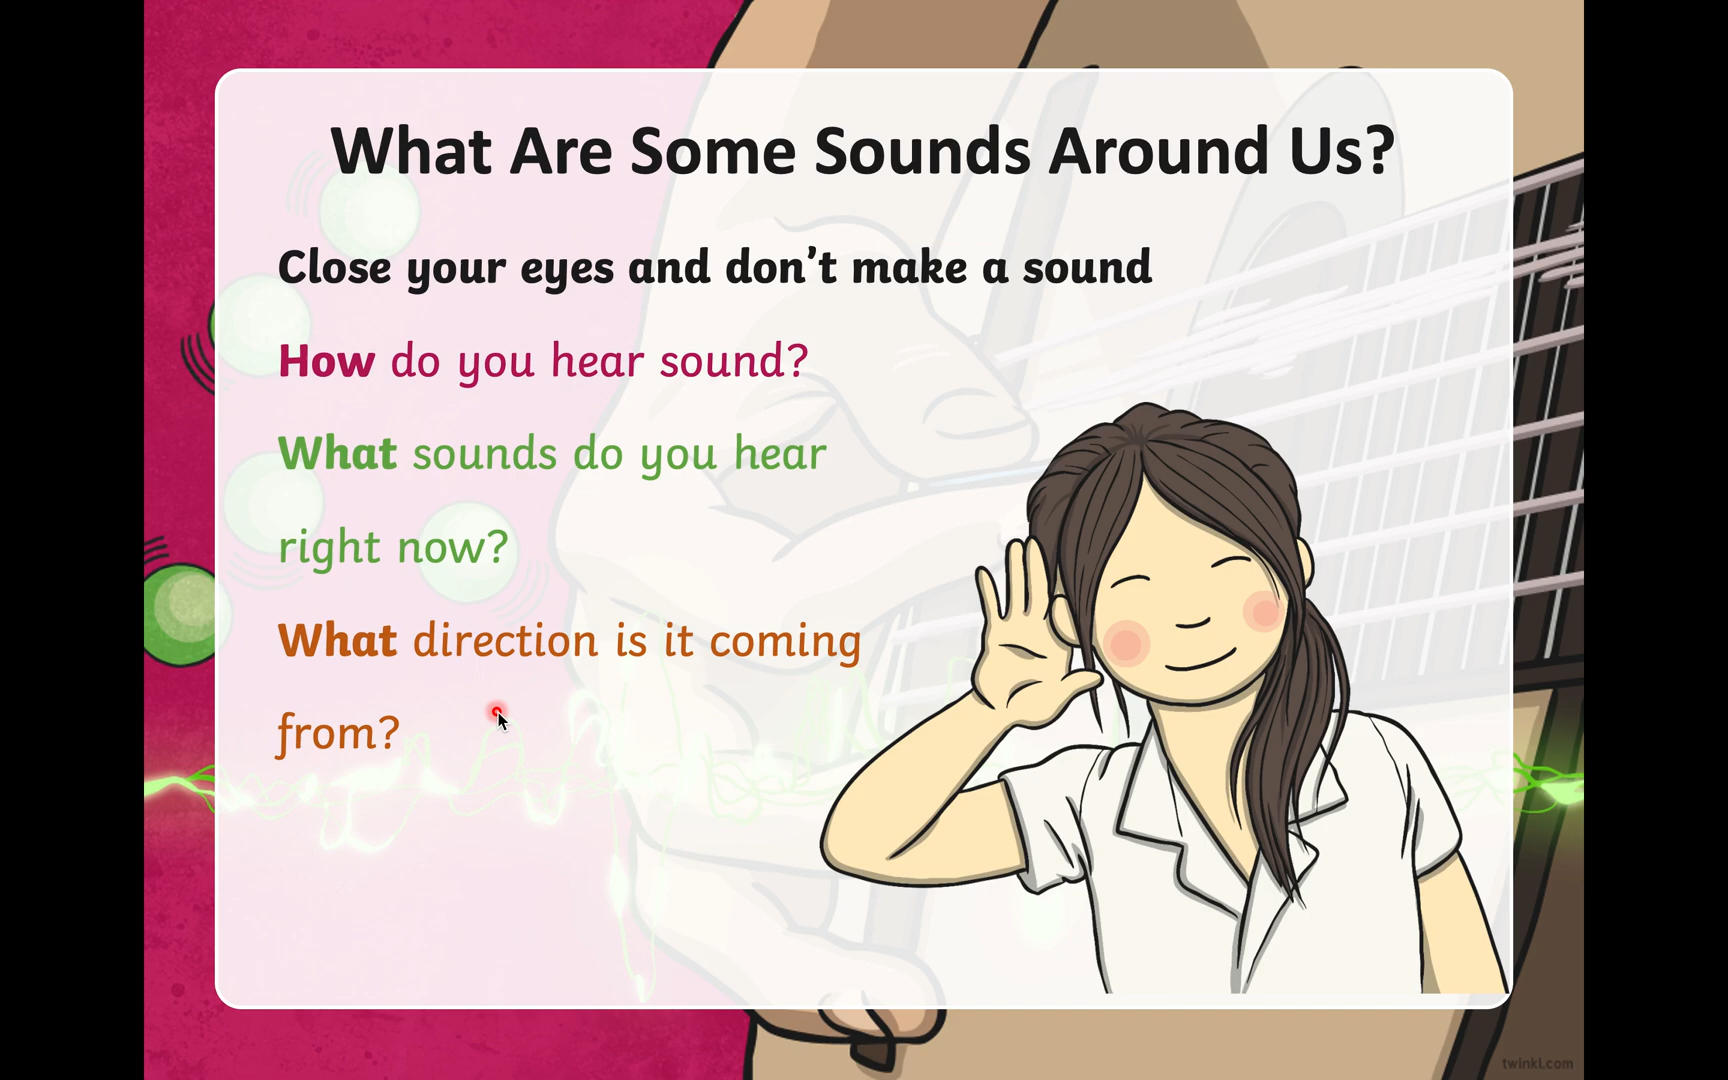 What Are Some Sounds Around Us?
Close your eyes and don't make a sound
How do you hear sound?
What sounds do you hear
right now?
What direction is it coming
from?
twinkl.com